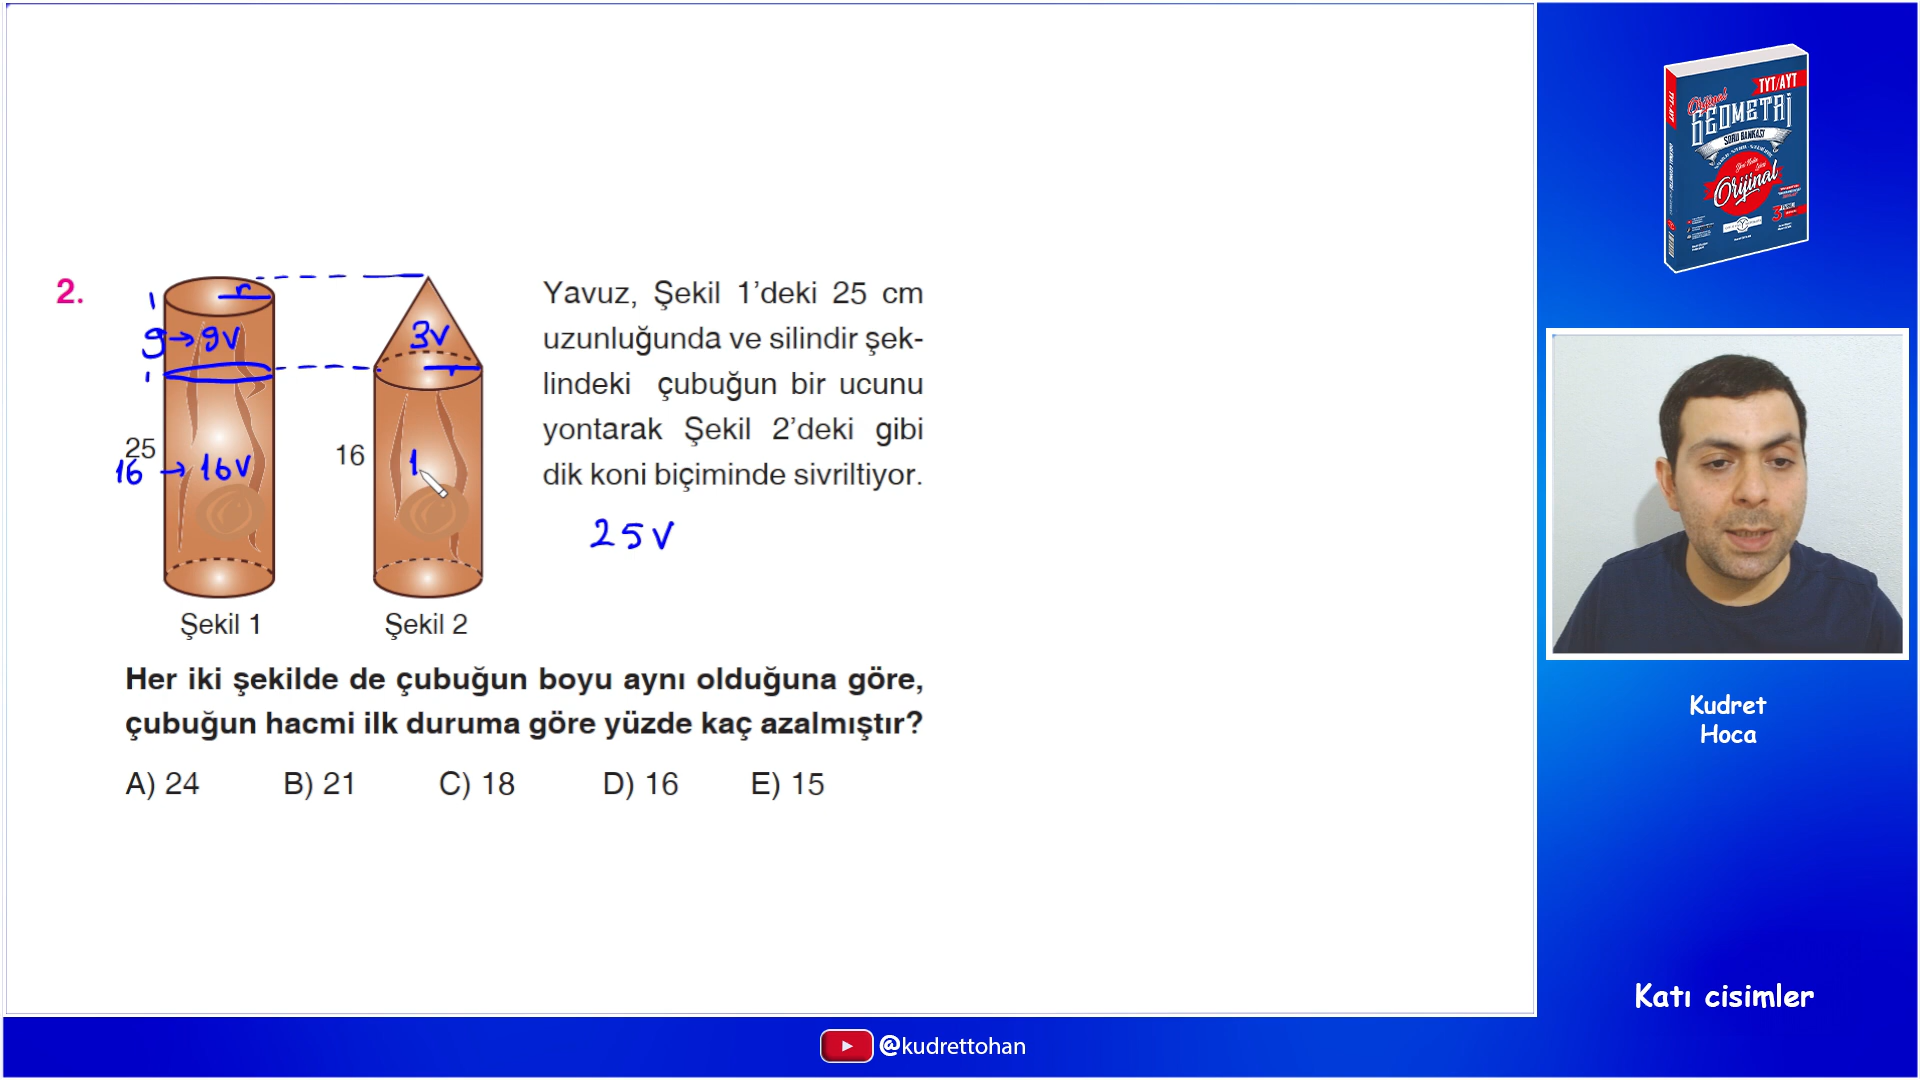 2.
r
9 → 9V
25
16 → 16V
3V
r
16
1
Şekil 1
Şekil 2
Yavuz, Şekil 1’deki 25 cm
uzunluğunda ve silindir şek-
lindeki çubuğun bir ucunu
yontarak Şekil 2’deki gibi
dik koni biçiminde sivriltiyor.
25V
Her iki şekilde de çubuğun boyu aynı olduğuna göre,
çubuğun hacmi ilk duruma göre yüzde kaç azalmıştır?
A) 24 B) 21 C) 18 D) 16 E) 15
TYT/AYT
Orijinal
GEOMETRİ
SORU BANKASI
Orijinal
Kudret
Hoca
Katı cisimler
@kudrettohan